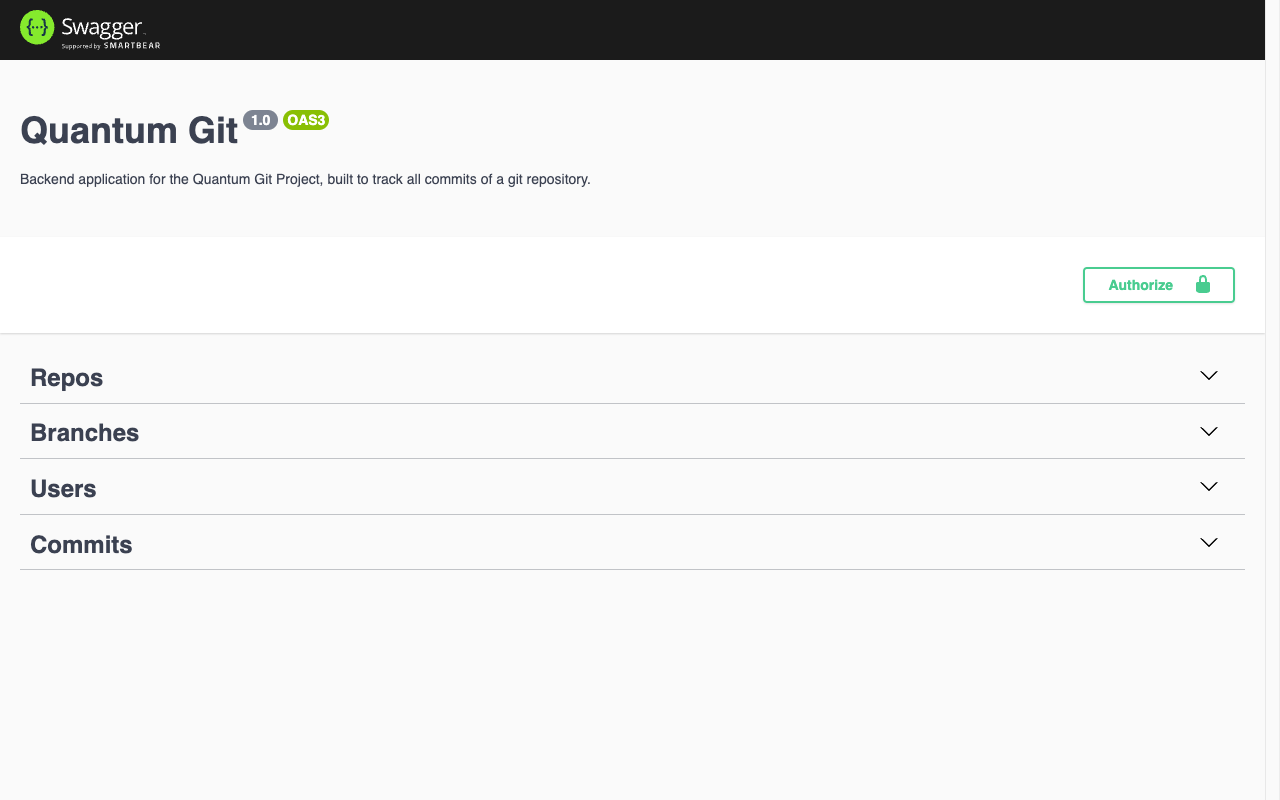 {···} Swagger
Supported by SMARTBEAR
Quantum Git 1.0 OAS3
Backend application for the Quantum Git Project, built to track all commits of a git repository.
Authorize
Repos
Branches
Users
Commits